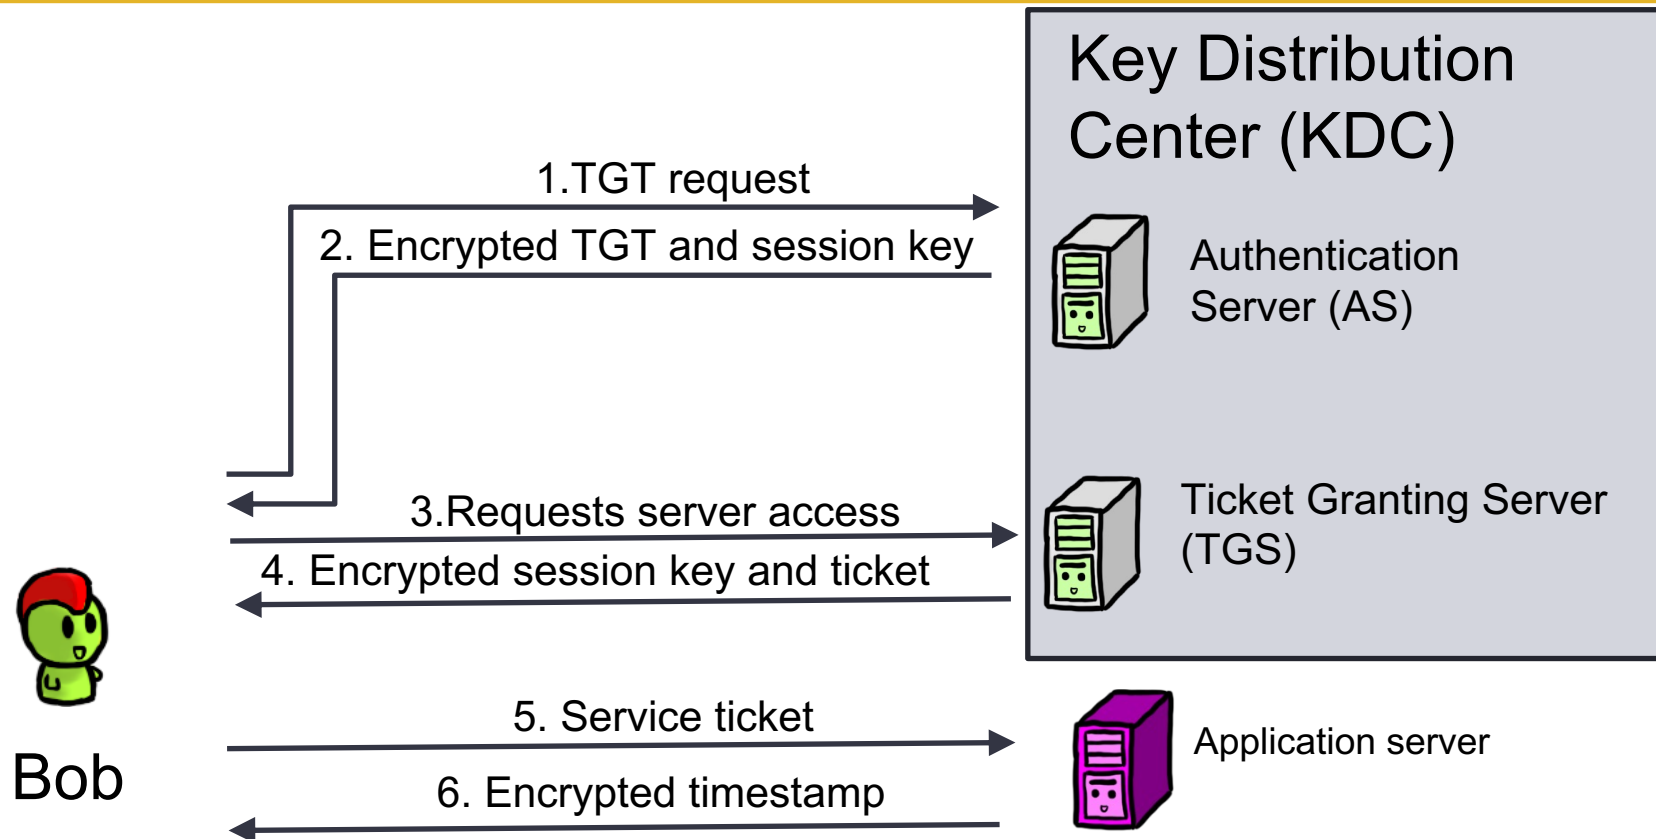 Key Distribution
Center (KDC)
1.TGT request
2. Encrypted TGT and session key
Authentication
Server (AS)
3.Requests server access
Ticket Granting Server
(TGS)
4. Encrypted session key and ticket
5. Service ticket
Application server
Bob
6. Encrypted timestamp